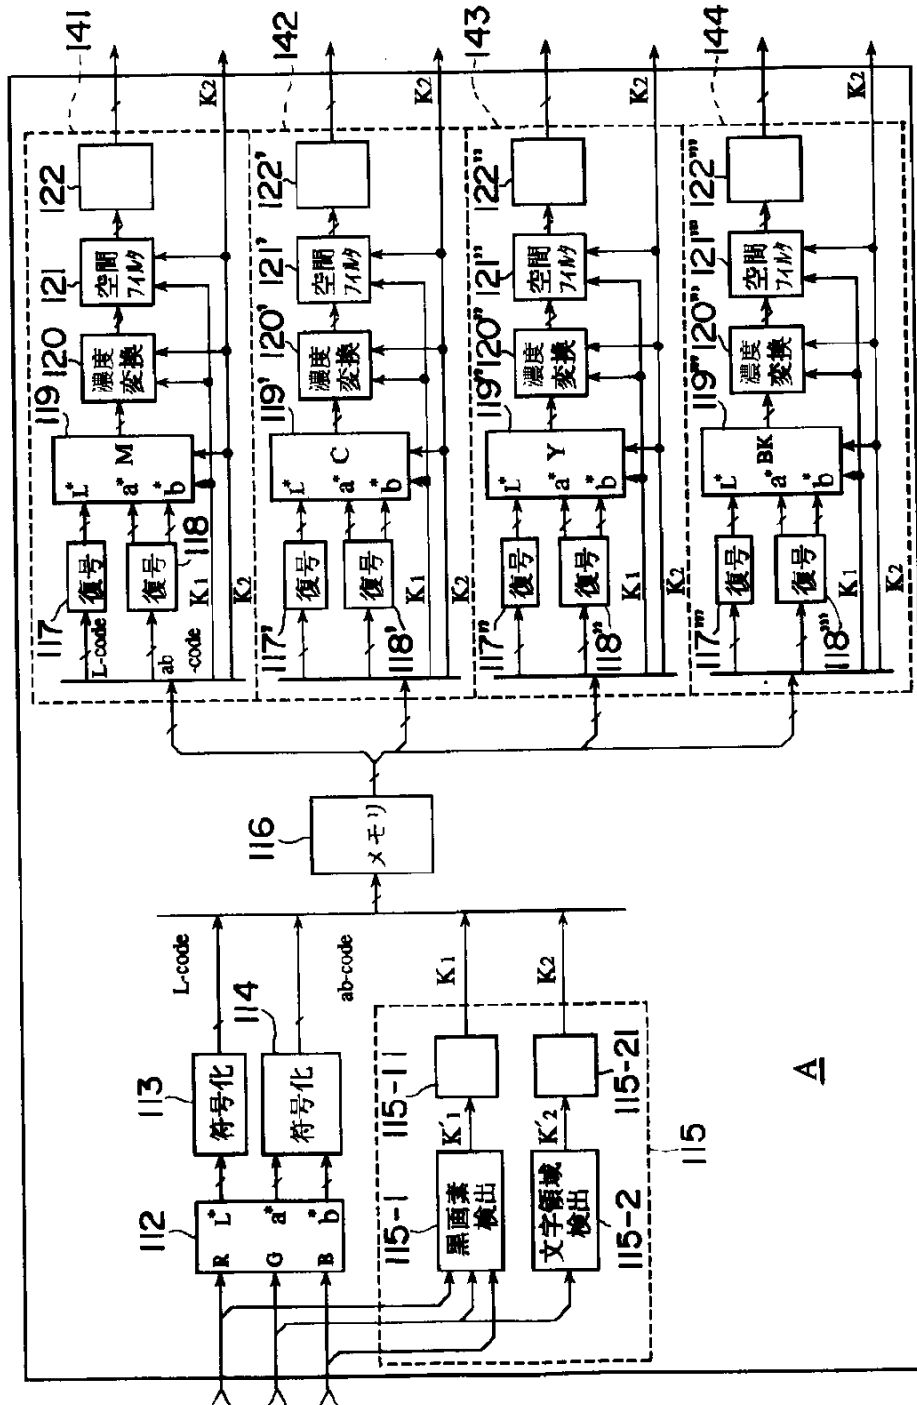 112
R
L*
G
a*
B
b*
113
符号化
114
符号化
L-code
ab-code
115-1
黒画素
検出
K'1
115-11
K1
115-2
文字領域
検出
K'2
115-21
K2
115
A
116
メモリ
141
117
復号
L-code
118
復号
ab
-code
K1
K2
119
L*
a*
b*
M
120
濃度
変換
121
空間
フィルタ
122
K2
142
117'
復号
118'
復号
K1
K2
119'
L*
a*
b*
C
120'
濃度
変換
121'
空間
フィルタ
122'
K2
143
117"
復号
118"
復号
K1
K2
119"
L*
a*
b*
Y
120"
濃度
変換
121"
空間
フィルタ
122"
K2
144
117'''
復号
118'''
復号
K1
K2
119'''
L*
a*
b*
BK
120'''
濃度
変換
121'''
空間
フィルタ
122'''
K2